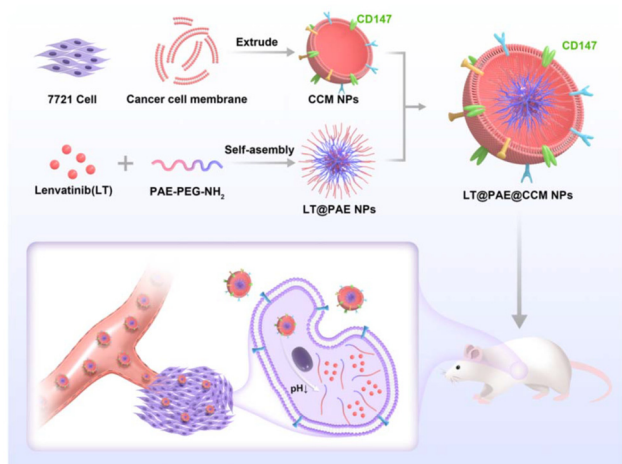 CD147
Extrude
7721 Cell
Cancer cell membrane
CCM NPs
CD147
Self-asembly
Lenvatinib(LT)
PAE-PEG-NH₂
LT@PAE NPs
LT@PAE@CCM NPs
pH↓